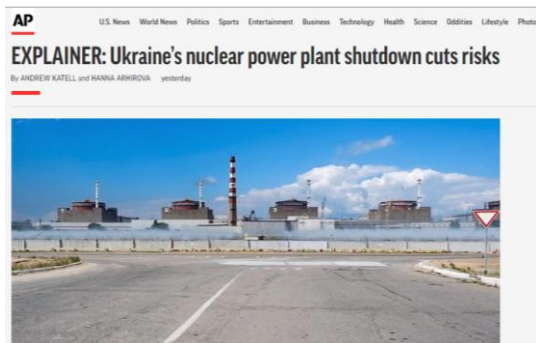 AP
U.S. News World News Politics Sports Entertainment Business Technology Health Science Oddities Lifestyle Photo
EXPLAINER: Ukraine's nuclear power plant shutdown cuts risks
By ANDREW KATELL and HANNA ARHIROVA yesterday